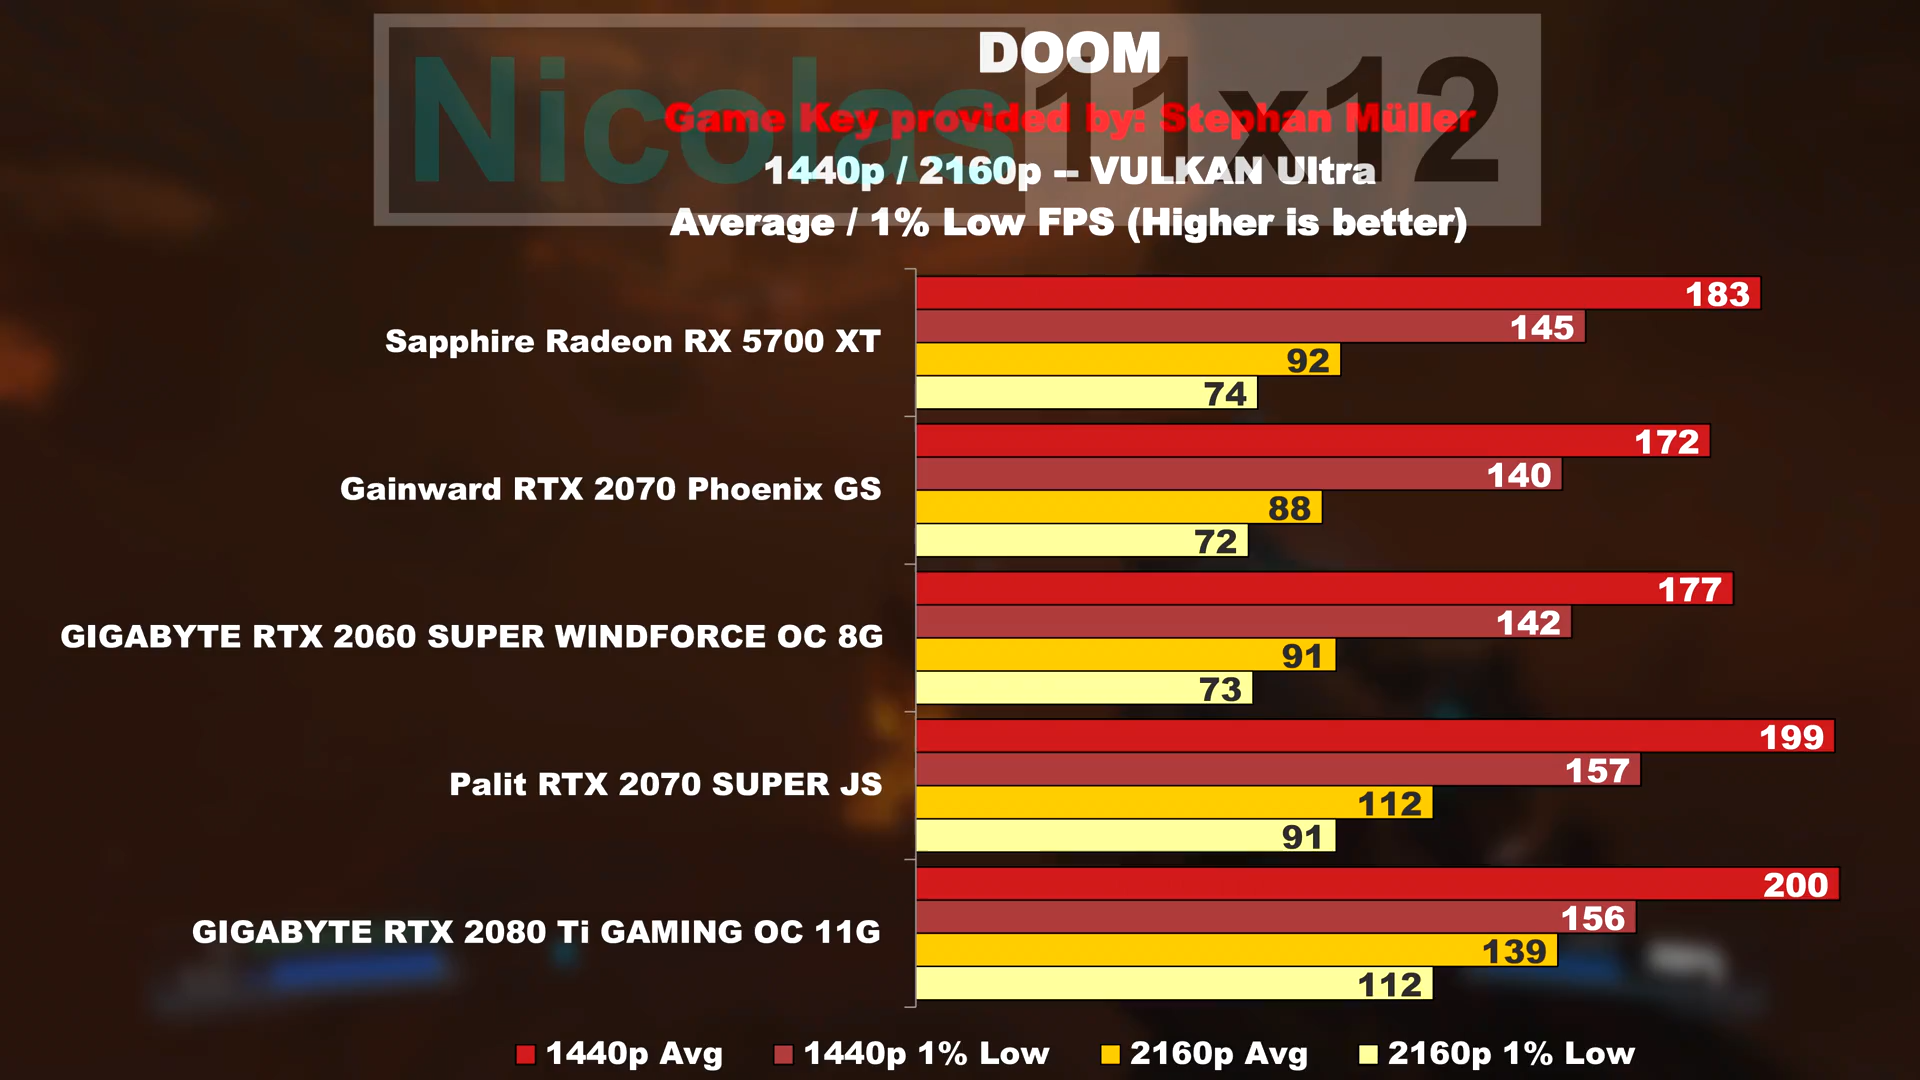 Nicolas11x12
DOOM
Game Key provided by: Stephan Müller
1440p / 2160p -- VULKAN Ultra
Average / 1% Low FPS (Higher is better)
Sapphire Radeon RX 5700 XT
183
145
92
74
Gainward RTX 2070 Phoenix GS
172
140
88
72
GIGABYTE RTX 2060 SUPER WINDFORCE OC 8G
177
142
91
73
Palit RTX 2070 SUPER JS
199
157
112
91
GIGABYTE RTX 2080 Ti GAMING OC 11G
200
156
139
112
1440p Avg 1440p 1% Low 2160p Avg 2160p 1% Low